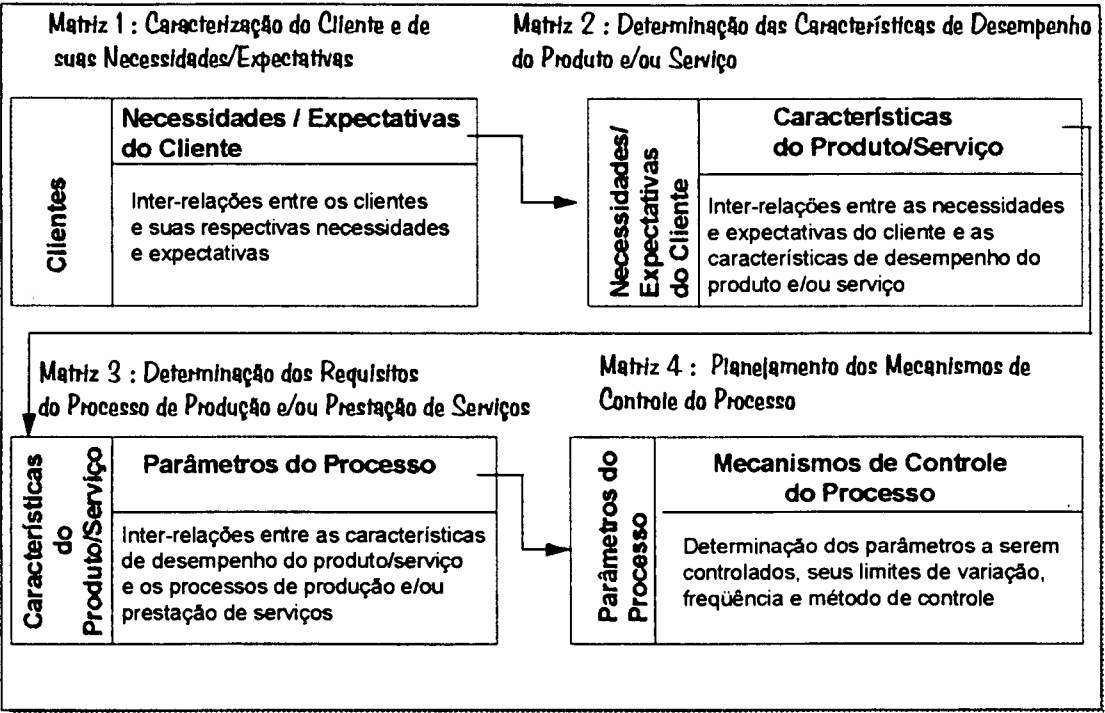 Matriz 1 : Caracterização do Cliente e de
suas Necessidades/Expectativas
Clientes
Necessidades / Expectativas
do Cliente
Inter-relações entre os clientes
e suas respectivas necessidades
e expectativas
Matriz 2 : Determinação das Características de Desempenho
do Produto e/ou Serviço
Necessidades/
Expectativas
do Cliente
Características
do Produto/Serviço
Inter-relações entre as necessidades
e expectativas do cliente e as
características de desempenho do
produto e/ou serviço
Matriz 3 : Determinação dos Requisitos
do Processo de Produção e/ou Prestação de Serviços
Características
do
Produto/Serviço
Parâmetros do Processo
Inter-relações entre as características
de desempenho do produto/serviço
e os processos de produção e/ou
prestação de serviços
Matriz 4 : Planejamento dos Mecanismos de
Controle do Processo
Parâmetros do
Processo
Mecanismos de Controle
do Processo
Determinação dos parâmetros a serem
controlados, seus limites de variação,
freqüência e método de controle